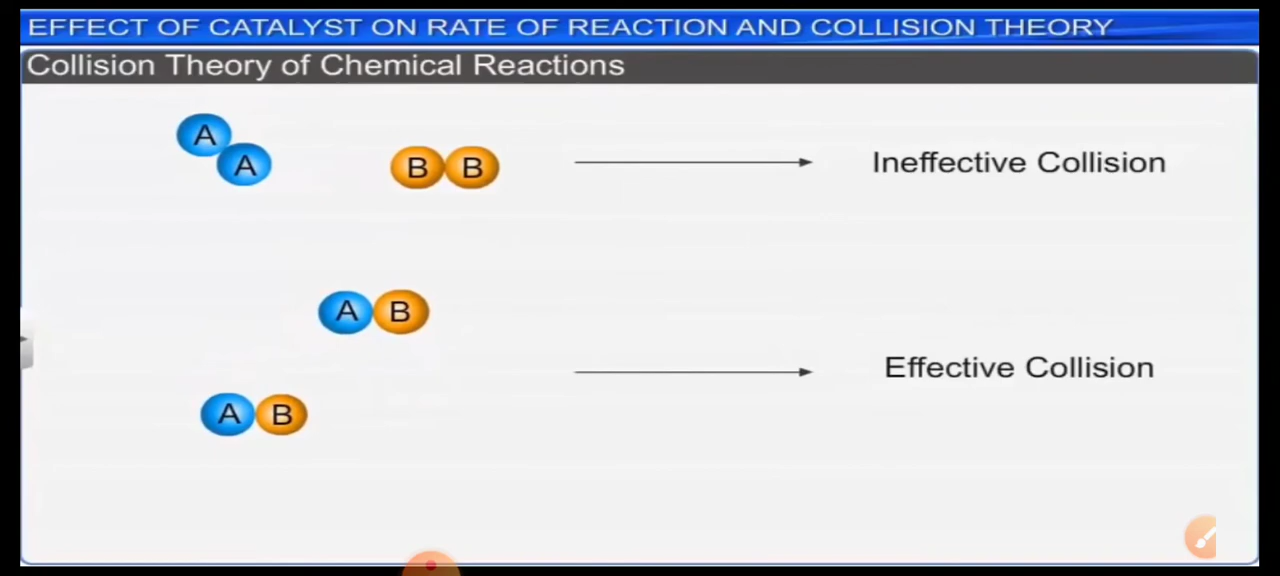 EFFECT OF CATALYST ON RATE OF REACTION AND COLLISION THEORY
Collision Theory of Chemical Reactions
A
A
B B
Ineffective Collision
A B
Effective Collision
A B